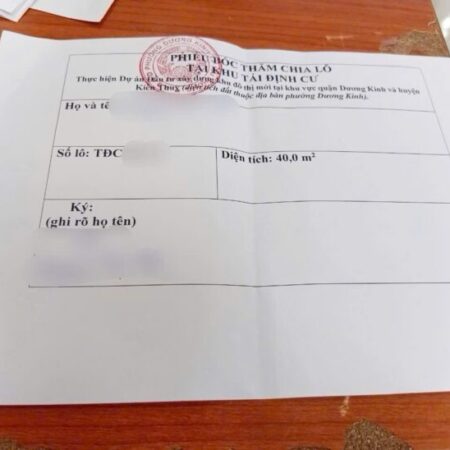 PHIẾU BỐC THĂM CHIA LÔ
TẠI KHU TÁI ĐỊNH CƯ
Thực hiện Dự án Đầu tư xây dựng Khu đô thị mới tại khu vực quận Dương Kinh và huyện
Kiến Thuỵ (diện tích đất thuộc địa bàn phường Dương Kinh).
Họ và tê
Số lô: TĐC
Diện tích: 40,0 m²
Ký:
(ghi rõ họ tên)